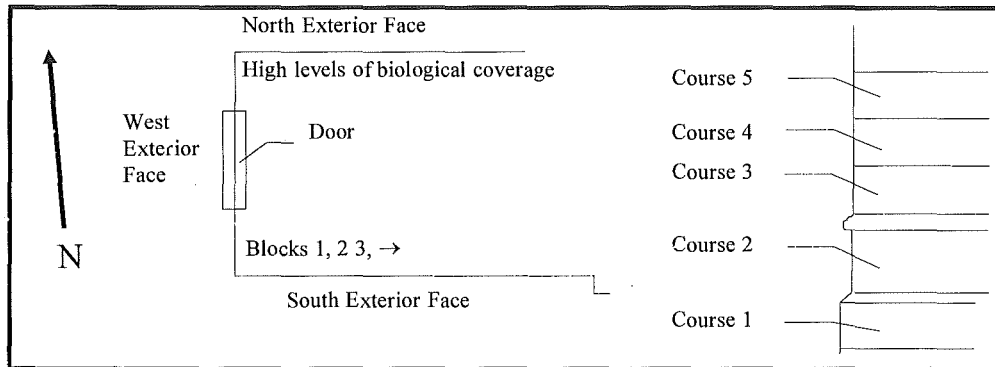 North Exterior Face
High levels of biological coverage
West
Exterior
Face
Door
N
Blocks 1, 2 3, →
South Exterior Face
Course 5
Course 4
Course 3
Course 2
Course 1